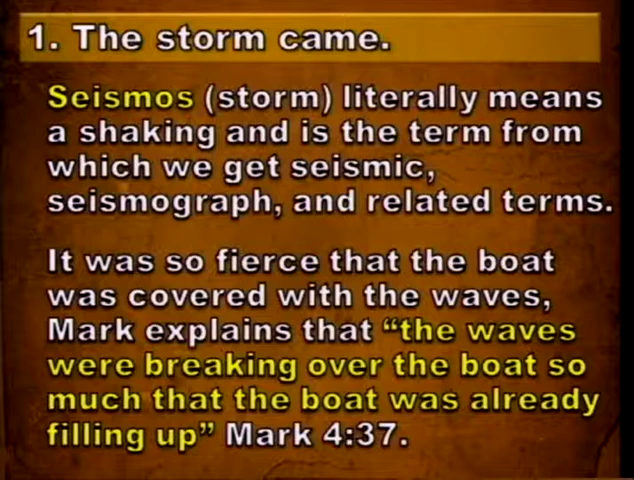 1. The storm came.
Seismos (storm) literally means
a shaking and is the term from
which we get seismic,
seismograph, and related terms.
It was so fierce that the boat
was covered with the waves,
Mark explains that “the waves
were breaking over the boat so
much that the boat was already
filling up” Mark 4:37.